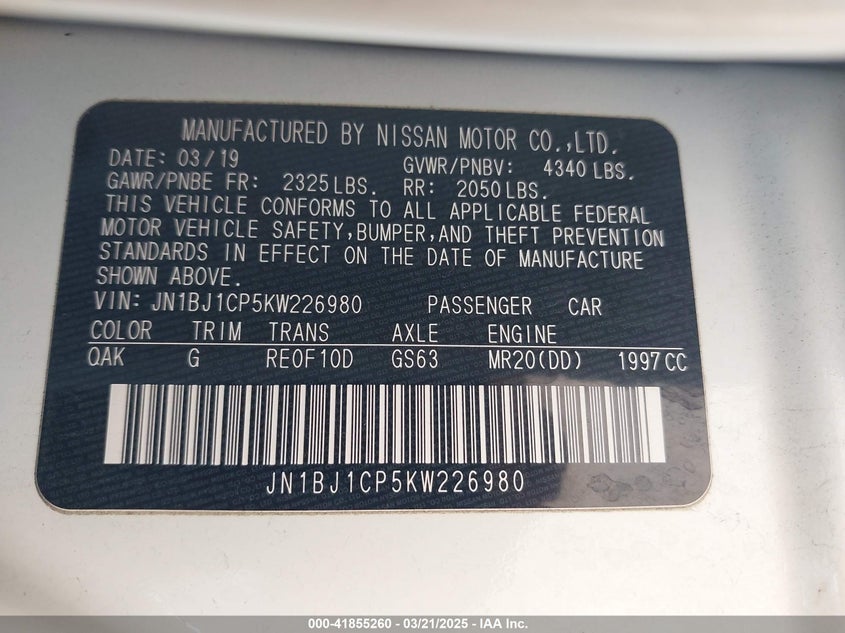 MANUFACTURED BY NISSAN MOTOR CO.,LTD.
DATE: 03/19 GVWR/PNBV: 4340 LBS.
GAWR/PNBE FR: 2325 LBS. RR: 2050 LBS.
THIS VEHICLE CONFORMS TO ALL APPLICABLE FEDERAL
MOTOR VEHICLE SAFETY,BUMPER,AND THEFT PREVENTION
STANDARDS IN EFFECT ON THE DATE OF MANUFACTURE
SHOWN ABOVE.
VIN: JN1BJ1CP5KW226980 PASSENGER CAR
COLOR TRIM TRANS AXLE ENGINE
QAK G RE0F10D GS63 MR20(DD) 1997 CC
JN1BJ1CP5KW226980
000-41855260 - 03/21/2025 - IAA Inc.